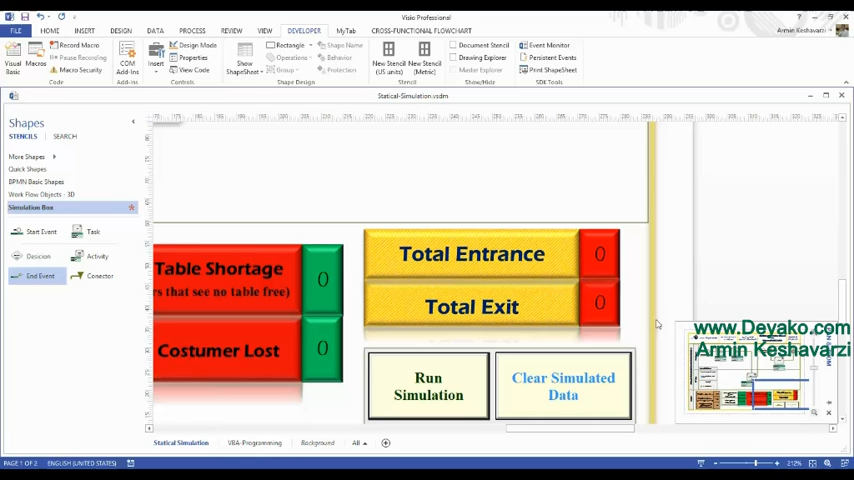 Visio Professional
FILE HOME INSERT DESIGN DATA PROCESS REVIEW VIEW DEVELOPER MyTab CROSS-FUNCTIONAL FLOWCHART
Armin Keshavarzi
Visual Basic
Macros
Record Macro
Pause Recording
Macro Security
Code
COM Add-Ins
Add-Ins
Insert
Design Mode
Properties
View Code
Controls
Show ShapeSheet
Rectangle
Operations
Group
Shape Name
Behavior
Protection
Shape Design
New Stencil (US units)
New Stencil (Metric)
Stencil
Document Stencil
Drawing Explorer
Master Explorer
Show/Hide
Event Monitor
Persistent Events
Print ShapeSheet
SDK Tools
Statical-Simulation.vsdm
Shapes
STENCILS SEARCH
More Shapes
Quick Shapes
BPMN Basic Shapes
Work Flow Objects - 3D
Simulation Box
Start Event Task
Desicion Activity
End Event Conector
Table Shortage 0
rs that see no table free)
Costumer Lost 0
Total Entrance 0
Total Exit 0
Run Simulation
Clear Simulated Data
www.Deyako.com
Armin Keshavarzi
Statical Simulation VBA-Programming Background All
PAGE 1 OF 2 ENGLISH (UNITED STATES) 212%